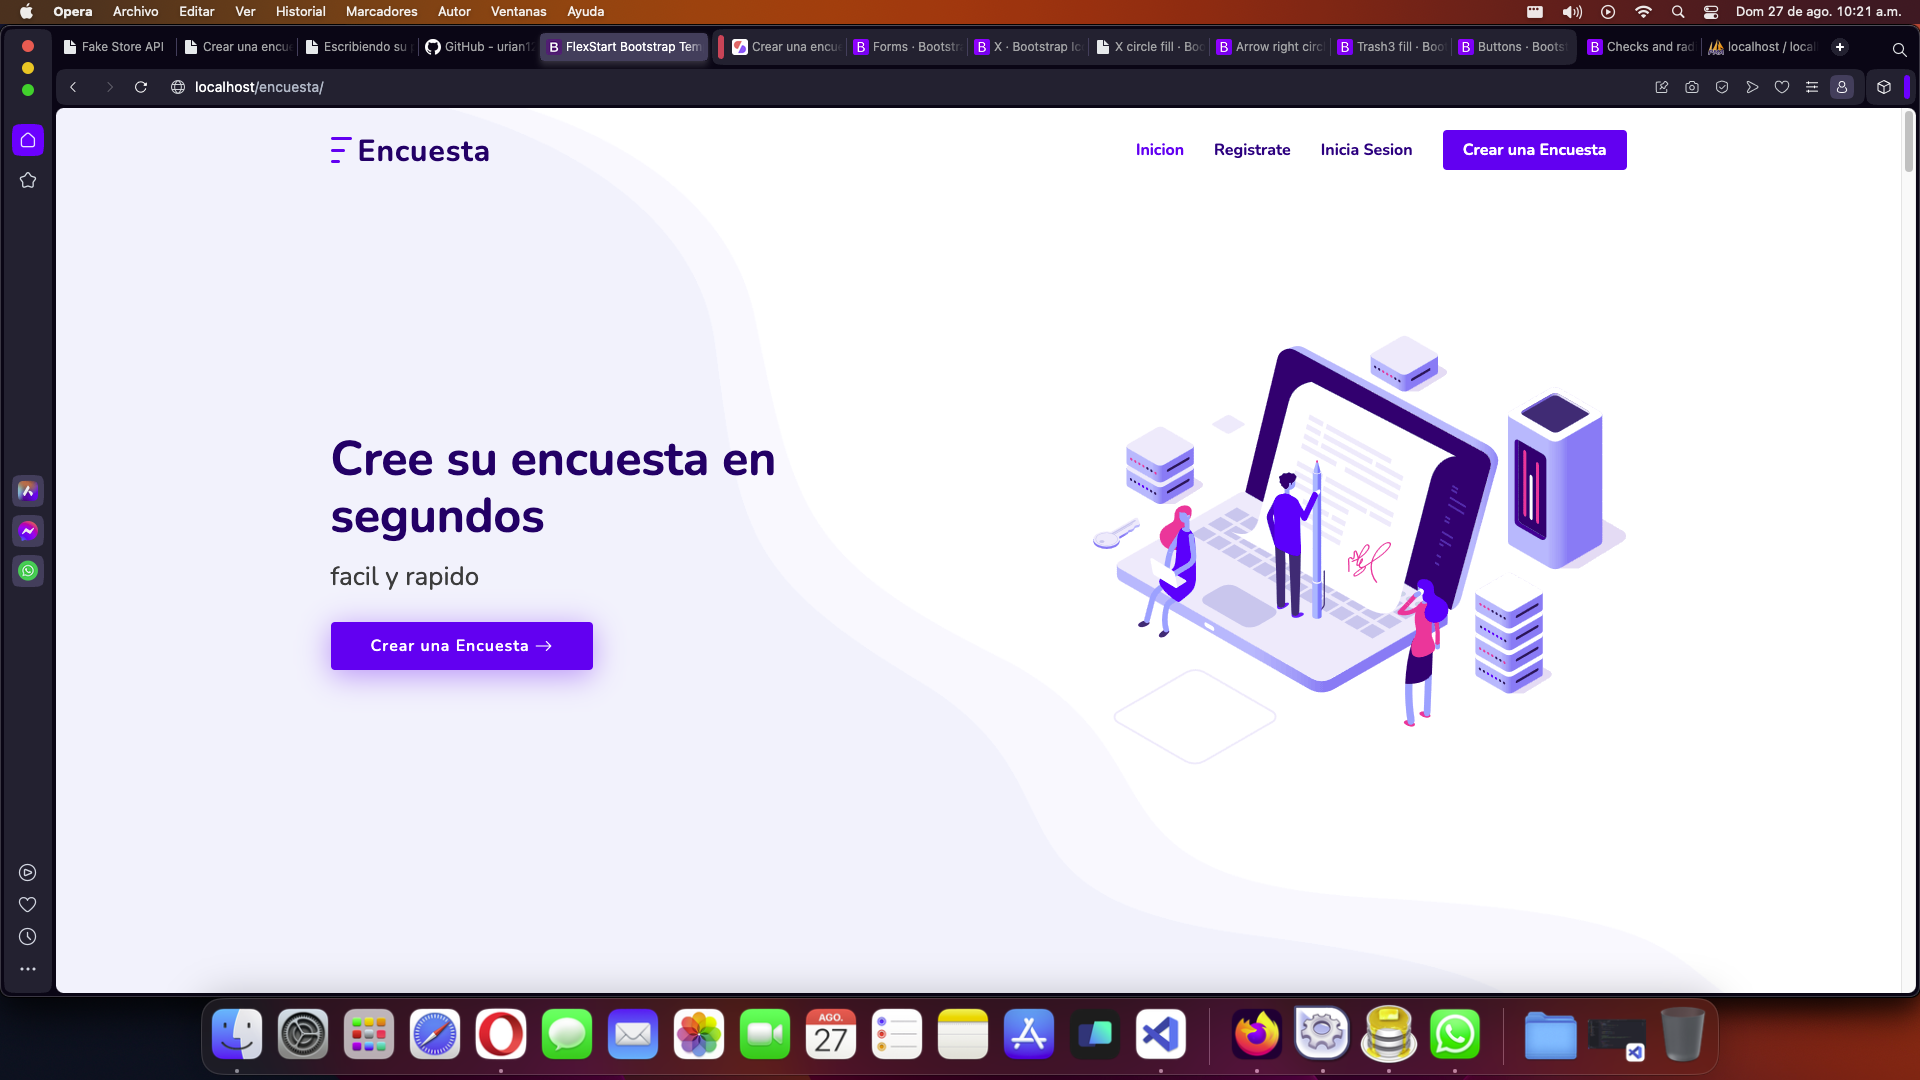 Opera Archivo Editar Ver Historial Marcadores Autor Ventanas Ayuda
Dom 27 de ago. 10:21 a.m.
Fake Store API
Crear una encue
Escribiendo su
GitHub - urian12
FlexStart Bootstrap Tem
Crear una encue
Forms · Bootstr
X · Bootstrap Ic
X circle fill · Boo
Arrow right circ
Trash3 fill · Boo
Buttons · Boots
Checks and rad
localhost / local
localhost/encuesta/
Encuesta
Inicion
Registrate
Inicia Sesion
Crear una Encuesta
Cree su encuesta en
segundos
facil y rapido
Crear una Encuesta →
AGO.
27